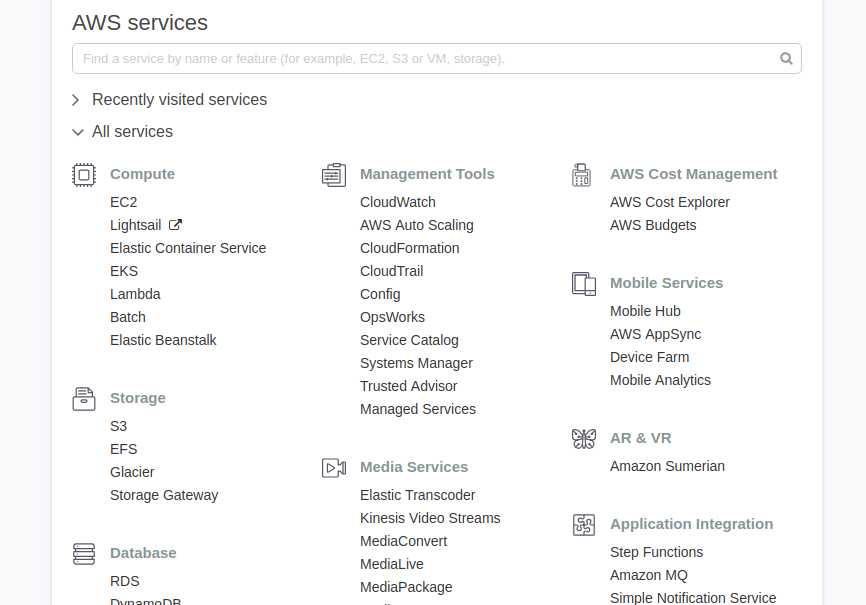 AWS services
Find a service by name or feature (for example, EC2, S3 or VM, storage).
Recently visited services
All services
Compute
EC2
Lightsail
Elastic Container Service
EKS
Lambda
Batch
Elastic Beanstalk
Storage
S3
EFS
Glacier
Storage Gateway
Database
RDS
DynamoDB
Management Tools
CloudWatch
AWS Auto Scaling
CloudFormation
CloudTrail
Config
OpsWorks
Service Catalog
Systems Manager
Trusted Advisor
Managed Services
Media Services
Elastic Transcoder
Kinesis Video Streams
MediaConvert
MediaLive
MediaPackage
AWS Cost Management
AWS Cost Explorer
AWS Budgets
Mobile Services
Mobile Hub
AWS AppSync
Device Farm
Mobile Analytics
AR & VR
Amazon Sumerian
Application Integration
Step Functions
Amazon MQ
Simple Notification Service